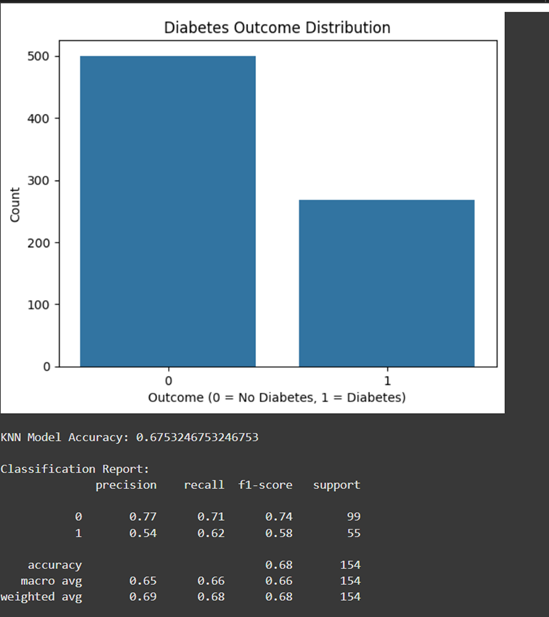 Diabetes Outcome Distribution
500
400
300
200
100
0
Count
0 1
Outcome (0 = No Diabetes, 1 = Diabetes)
KNN Model Accuracy: 0.6753246753246753
Classification Report:
precision recall f1-score support
0 0.77 0.71 0.74 99
1 0.54 0.62 0.58 55
accuracy 0.68 154
macro avg 0.65 0.66 0.66 154
weighted avg 0.69 0.68 0.68 154